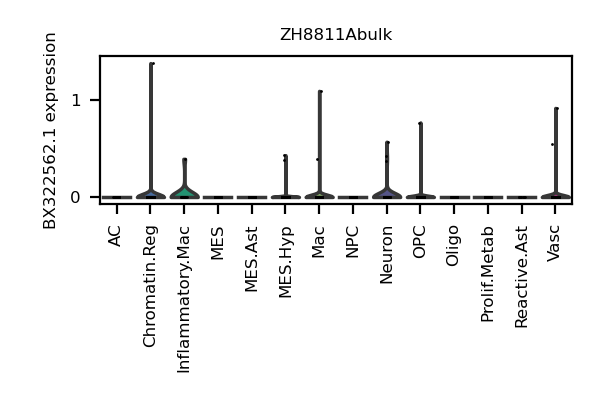 ZH8811Abulk
BX322562.1 expression
1
0
AC
Chromatin.Reg
Inflammatory.Mac
MES
MES.Ast
MES.Hyp
Mac
NPC
Neuron
OPC
Oligo
Prolif.Metab
Reactive.Ast
Vasc